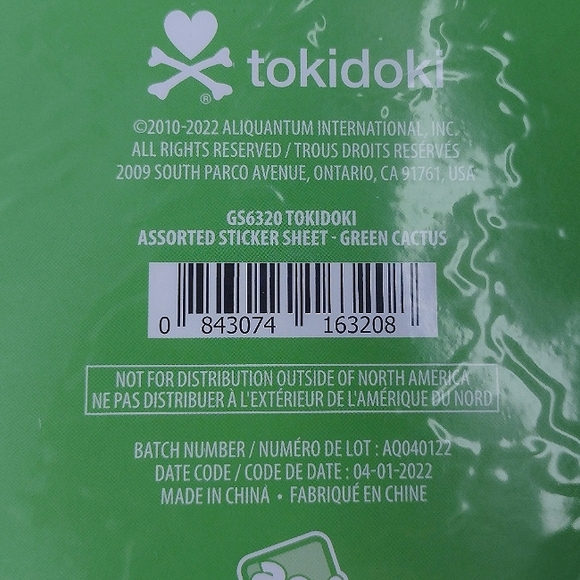 tokidoki
®
©2010-2022 ALIQUANTUM INTERNATIONAL, INC.
ALL RIGHTS RESERVED / TROUS DROITS RESERVÉS
2009 SOUTH PARCO AVENUE, ONTARIO, CA 91761, USA
GS6320 TOKIDOKI
ASSORTED STICKER SHEET - GREEN CACTUS
0 843074 163208
NOT FOR DISTRIBUTION OUTSIDE OF NORTH AMERICA
NE PAS DISTRIBUER À L'EXTÉRIEUR DE L'AMÉRIQUE DU NORD
BATCH NUMBER / NUMÉRO DE LOT : AQ040122
DATE CODE / CODE DE DATE : 04-01-2022
MADE IN CHINA • FABRIQUÉ EN CHINE